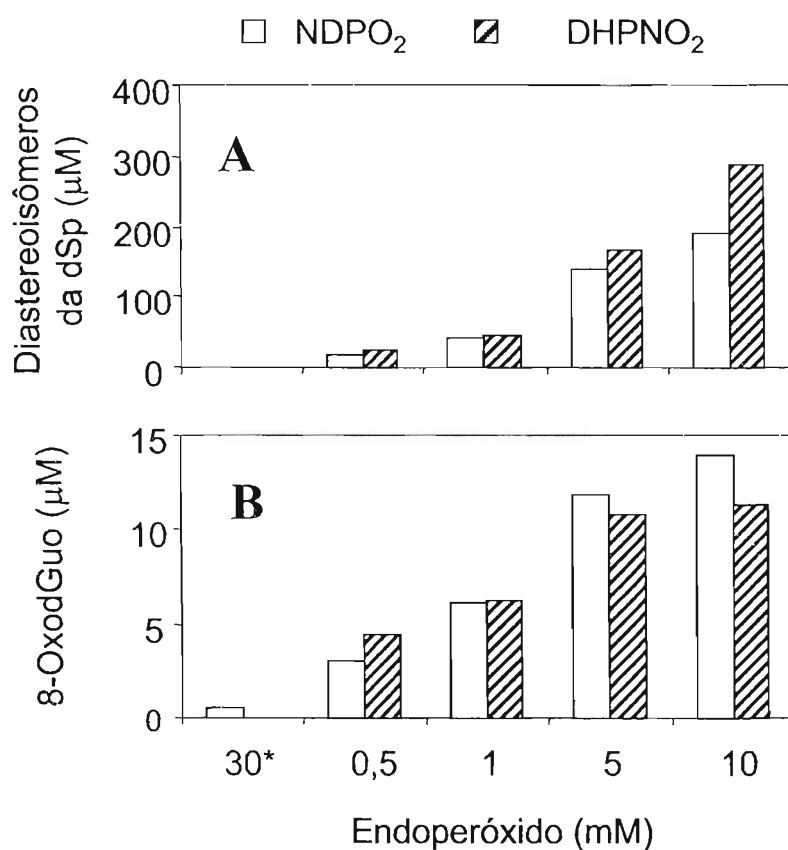 NDPO₂ DHPNO₂
A
400
300
200
100
0
Diastereoisômeros
da dSp (μM)
B
15
10
5
0
8-OxodGuo (μM)
30* 0,5 1 5 10
Endoperóxido (mM)